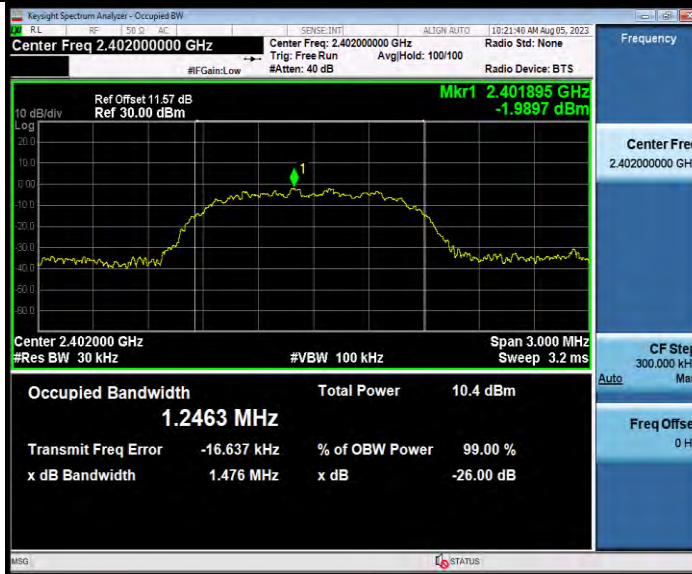 Keysight Spectrum Analyzer - Occupied BW
RL RF 50 Ω AC SENSE:INT ALIGN AUTO 10:21:46 AM Aug 05, 2023
Center Freq 2.402000000 GHz
Center Freq: 2.402000000 GHz Radio Std: None
Trig: Free Run Avg|Hold: 100/100
#IFGain:Low #Atten: 40 dB Radio Device: BTS
Frequency
Ref Offset 11.57 dB Mkr1 2.401895 GHz
10 dB/div Ref 30.00 dBm -1.9897 dBm
Log
20.0
10.0
0.00
-10.0
-20.0
-30.0
-40.0
-50.0
-60.0
1
Center 2.402000 GHz Span 3.000 MHz
#Res BW 30 kHz #VBW 100 kHz Sweep 3.2 ms
Occupied Bandwidth Total Power 10.4 dBm
1.2463 MHz
Transmit Freq Error -16.637 kHz % of OBW Power 99.00 %
x dB Bandwidth 1.476 MHz x dB -26.00 dB
Center Fre
2.402000000 GH
CF Step
300.000 kH
Auto Ma
Freq Offse
0 H
MSG STATUS